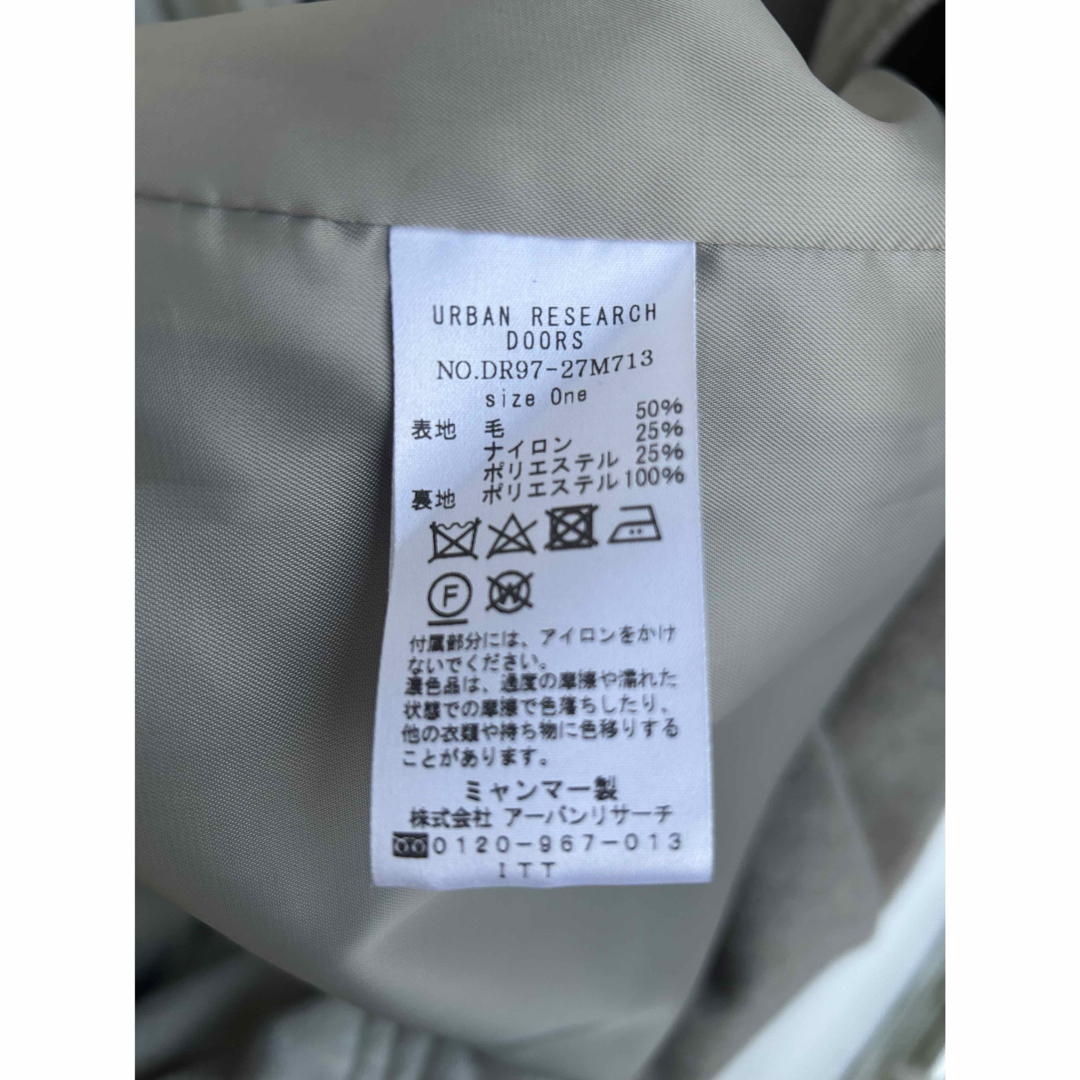 URBAN RESEARCH
DOORS
NO.DR97-27M713
size One
表地 毛 50%
ナイロン 25%
ポリエステル 25%
裏地 ポリエステル 100%
F W
付属部分には、アイロンをかけ
ないでください。
濃色品は、過度の摩擦や濡れた
状態での摩擦で色落ちしたり、
他の衣類や持ち物に色移りする
ことがあります。
ミャンマー製
株式会社 アーバンリサーチ
0120-967-013
ITT